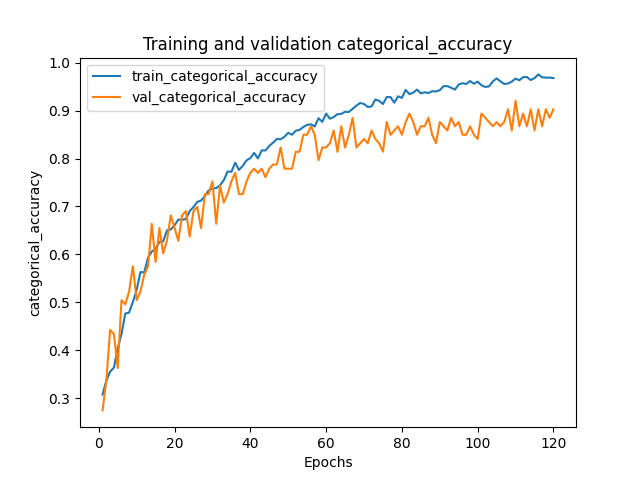 Training and validation categorical_accuracy
train_categorical_accuracy
val_categorical_accuracy
categorical_accuracy
1.0
0.9
0.8
0.7
0.6
0.5
0.4
0.3
0 20 40 60 80 100 120
Epochs